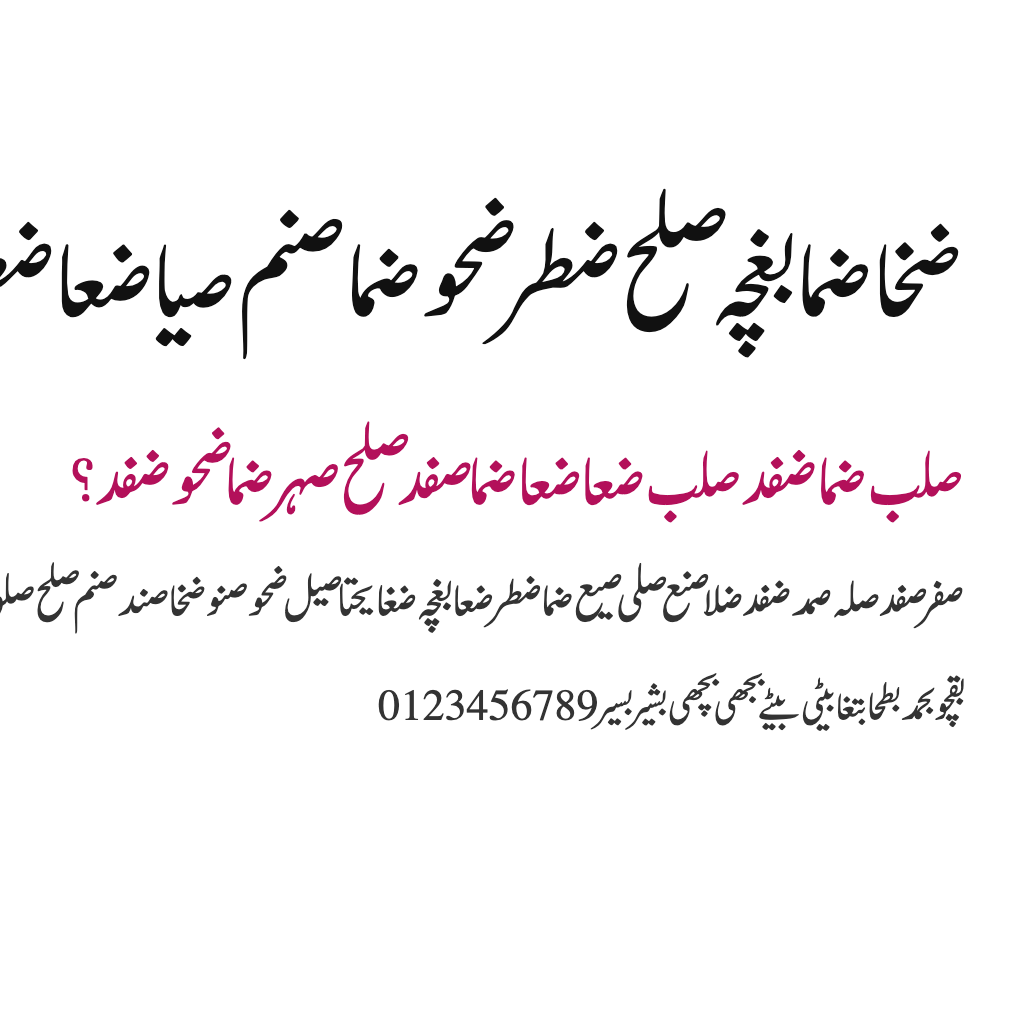 ضخا ضما بغچہ صلح ضطر ضحو ضما صنم صیا ضعا
صلب ضما ضفد صلب ضعا ضعا ضما صفد صلح صہر ضما ضحو ضفد؟
صفر صفد صلہ صمد ضفد ضلا صنع صلی صیع ضما ضطر ضعا بغچہ ضغا یحتا صیل ضحو صنو ضخا صند صنم صلح
بقچو بحمد بطحا بتغا بیٹی بیٹے بجھی بچھی بشیر بسیر 0123456789